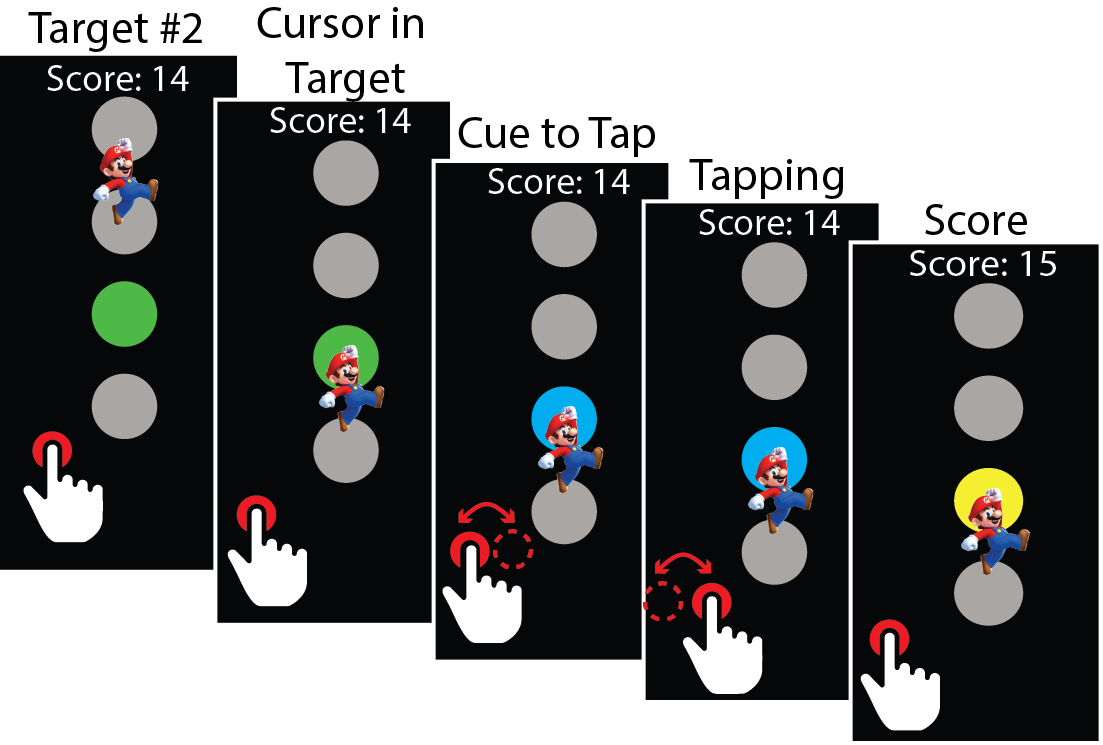 Target #2
Score: 14
Cursor in
Target
Score: 14
Cue to Tap
Score: 14
Tapping
Score: 14
Score
Score: 15